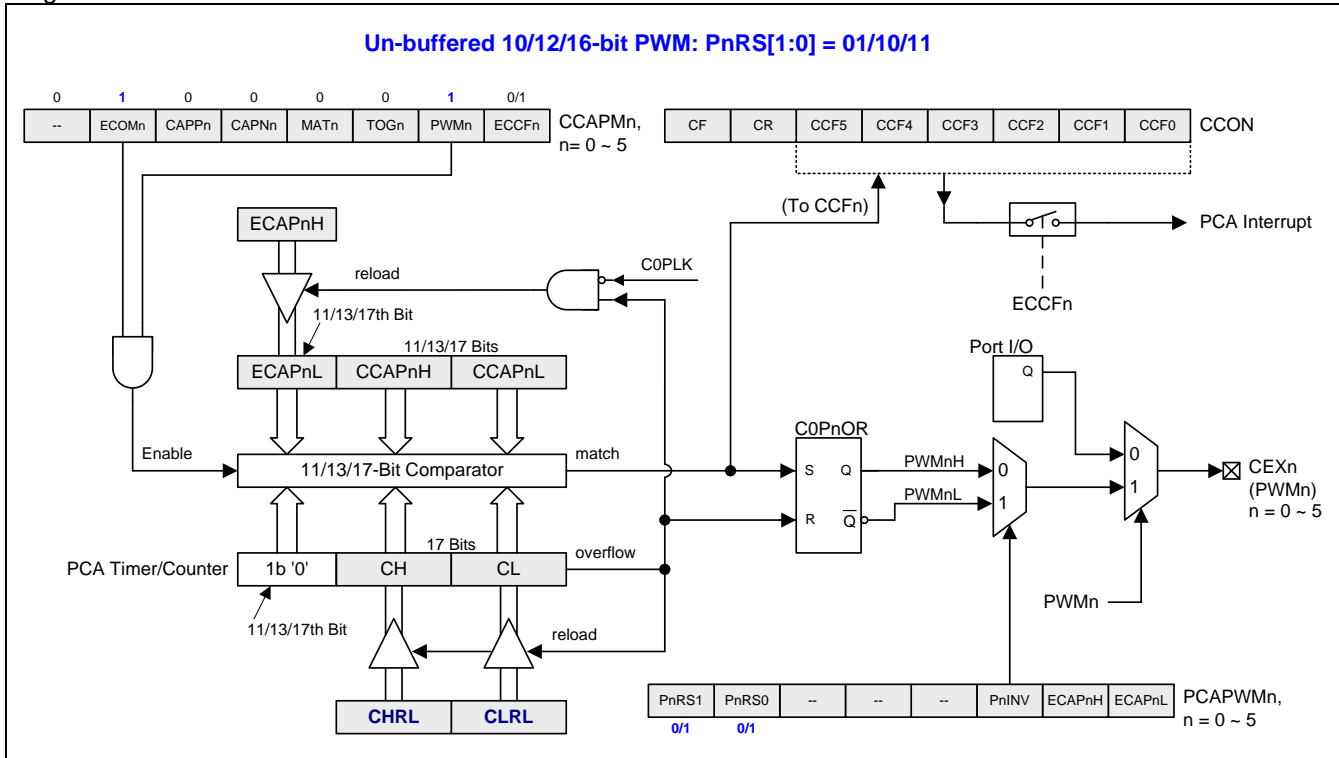 Un-buffered 10/12/16-bit PWM: PnRS[1:0] = 01/10/11
0 1 0 0 0 0 1 0/1
-- ECOMn CAPPn CAPNn MATn TOGn PWMn ECCFn
CCAPMn,
n= 0 ~ 5
CF CR CCF5 CCF4 CCF3 CCF2 CCF1 CCF0 CCON
(To CCFn)
PCA Interrupt
ECCFn
ECAPnH
reload
C0PLK
11/13/17th Bit
11/13/17 Bits
ECAPnL CCAPnH CCAPnL
Port I/O
Q
C0PnOR
Enable
11/13/17-Bit Comparator
match
S Q
R Q
PWMnH
PWMnL
0
1
0
1
CEXn
(PWMn)
n = 0 ~ 5
17 Bits
overflow
PCA Timer/Counter
1b '0' CH CL
11/13/17th Bit
reload
PWMn
CHRL CLRL
PnRS1 PnRS0 -- -- -- PnINV ECAPnH ECAPnL
0/1 0/1
PCAPWMn,
n = 0 ~ 5